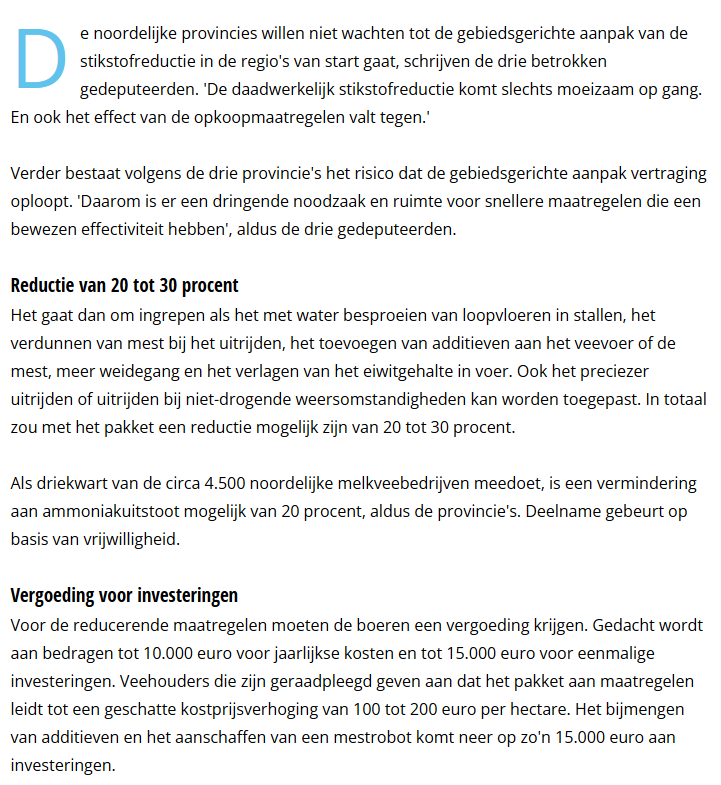 De noordelijke provincies willen niet wachten tot de gebiedsgerichte aanpak van de
stikstofreductie in de regio's van start gaat, schrijven de drie betrokken
gedeputeerden. 'De daadwerkelijk stikstofreductie komt slechts moeizaam op gang.
En ook het effect van de opkoopmaatregelen valt tegen.'
Verder bestaat volgens de drie provincie's het risico dat de gebiedsgerichte aanpak vertraging
oploopt. 'Daarom is er een dringende noodzaak en ruimte voor snellere maatregelen die een
bewezen effectiviteit hebben', aldus de drie gedeputeerden.
Reductie van 20 tot 30 procent
Het gaat dan om ingrepen als het met water besproeien van loopvloeren in stallen, het
verdunnen van mest bij het uitrijden, het toevoegen van additieven aan het veevoer of de
mest, meer weidegang en het verlagen van het eiwitgehalte in voer. Ook het preciezer
uitrijden of uitrijden bij niet-drogende weersomstandigheden kan worden toegepast. In totaal
zou met het pakket een reductie mogelijk zijn van 20 tot 30 procent.
Als driekwart van de circa 4.500 noordelijke melkveebedrijven meedoet, is een vermindering
aan ammoniakuitstoot mogelijk van 20 procent, aldus de provincie's. Deelname gebeurt op
basis van vrijwilligheid.
Vergoeding voor investeringen
Voor de reducerende maatregelen moeten de boeren een vergoeding krijgen. Gedacht wordt
aan bedragen tot 10.000 euro voor jaarlijkse kosten en tot 15.000 euro voor eenmalige
investeringen. Veehouders die zijn geraadpleegd geven aan dat het pakket aan maatregelen
leidt tot een geschatte kostprijsverhoging van 100 tot 200 euro per hectare. Het bijmengen
van additieven en het aanschaffen van een mestrobot komt neer op zo'n 15.000 euro aan
investeringen.